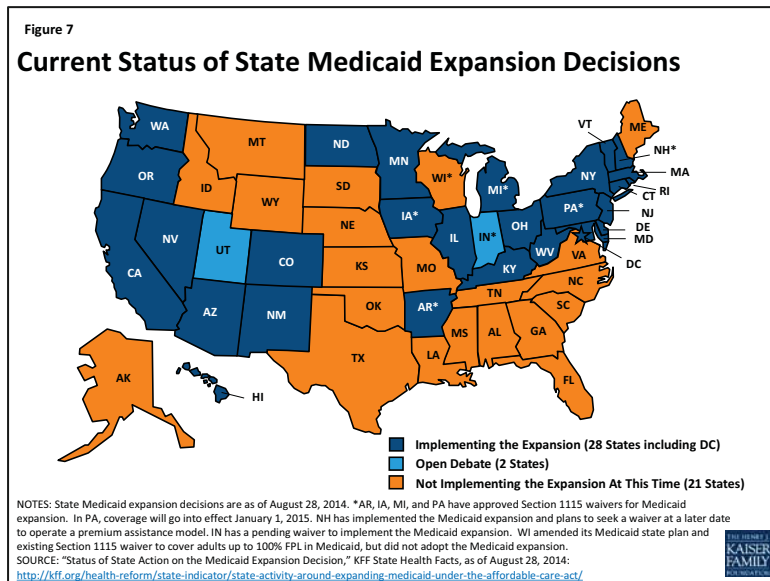 Figure 7
Current Status of State Medicaid Expansion Decisions
WA
OR
CA
NV
ID
MT
WY
UT
AZ
CO
NM
ND
SD
NE
KS
OK
TX
MN
IA*
MO
AR*
LA
WI*
IL
MI*
IN*
OH
KY
TN
MS
AL
GA
FL
SC
NC
VA
WV
PA*
NY
VT
ME
NH*
MA
RI
CT
NJ
DE
MD
DC
AK
HI
Implementing the Expansion (28 States including DC)
Open Debate (2 States)
Not Implementing the Expansion At This Time (21 States)
NOTES: State Medicaid expansion decisions are as of August 28, 2014. *AR, IA, MI, and PA have approved Section 1115 waivers for Medicaid
expansion. In PA, coverage will go into effect January 1, 2015. NH has implemented the Medicaid expansion and plans to seek a waiver at a later date
to operate a premium assistance model. IN has a pending waiver to implement the Medicaid expansion. WI amended its Medicaid state plan and
existing Section 1115 waiver to cover adults up to 100% FPL in Medicaid, but did not adopt the Medicaid expansion.
SOURCE: “Status of State Action on the Medicaid Expansion Decision,” KFF State Health Facts, as of August 28, 2014:
http://kff.org/health-reform/state-indicator/state-activity-around-expanding-medicaid-under-the-affordable-care-act/
THE HENRY J.
KAISER
FAMILY
FOUNDATION